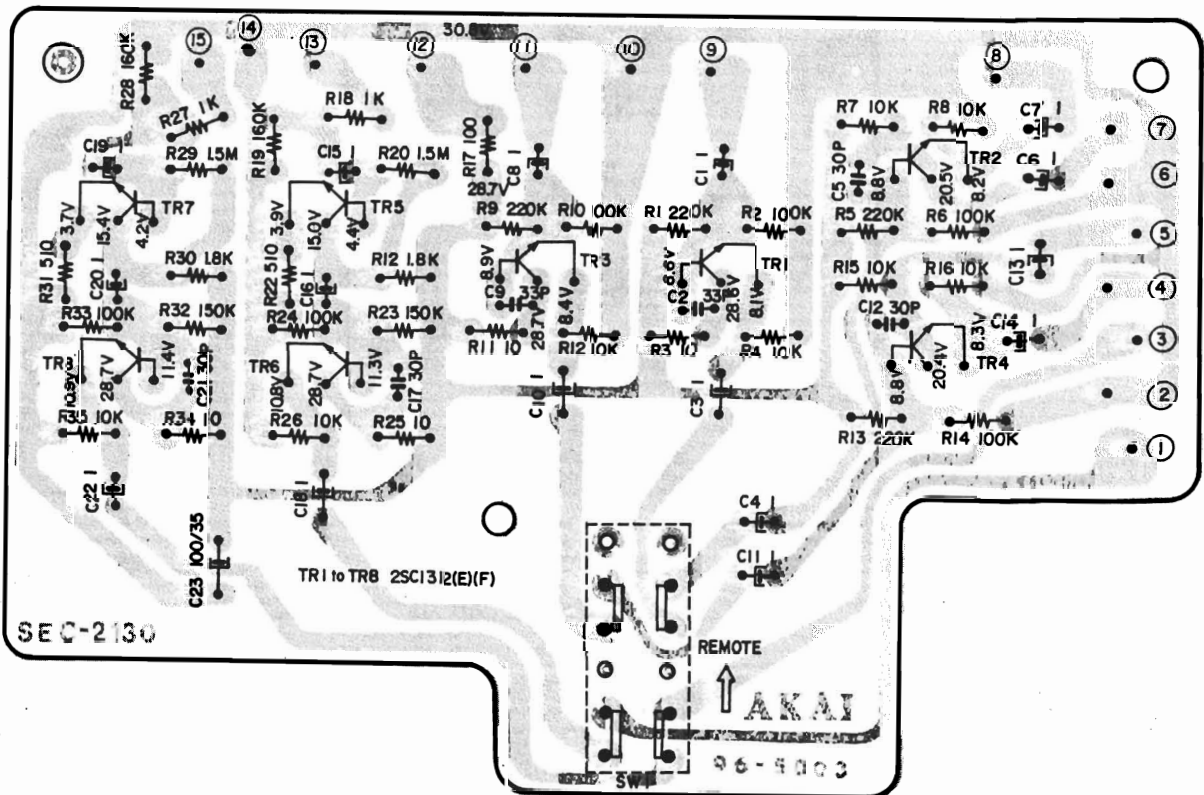 30.8V
15
14
13
12
11
10
9
8
R28 160K
R27 1K
C19 1
R29 1.5M
R19 160K
R18 1K
C15 1
R20 1.5M
R17 100
28.7V
C8 1
C1 1
R7 10K
R8 10K
C7 1
7
C5 30P
8.8V
20.5V
8.2V
TR2
C6 1
6
3.7V
15.4V
4.2V
TR7
3.9V
15.0V
4.4V
TR5
R9 220K
R10 100K
R1 220K
R2 100K
R5 220K
R6 100K
5
R31 510
C20 1
R30 1.8K
R22 510
C16 1
R12 1.8K
8.9V
33P
28.7V
8.4V
TR3
8.6V
C2 33P
28.6V
8.1V
TR1
R15 10K
R16 10K
C13 1
4
R33 100K
R32 150K
R24 100K
R23 150K
R11 10
R12 10K
R3 10
R4 10K
C12 30P
8.8V
20.4V
8.3V
TR4
C14 1
3
10.9V
28.7V
11.4V
C21 30P
TR6
10.8V
28.7V
11.3V
C17 30P
C10 1
C3 1
2
R35 10K
R34 10
R26 10K
R25 10
R13 220K
R14 100K
1
C22 1
C18 1
C4 1
C23 100/35
TR1 to TR8 2SC1312(E)(F)
C11 1
SEC-2130
REMOTE
AKAI
96-5003
SW1